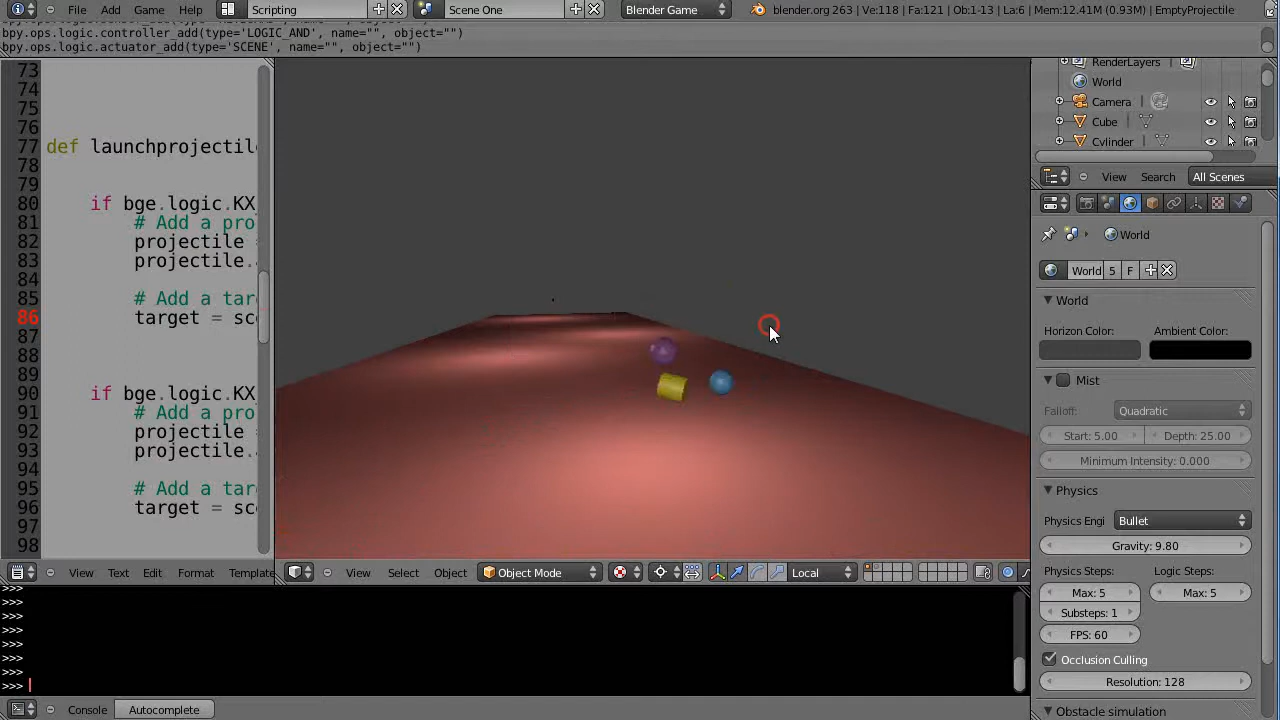 File Add Game Help Scripting Scene One Blender Game blender.org 263 | Ve:118 | Fa:121 | Ob:1-13 | La:6 | Mem:12.41M (0.93M) | EmptyProjectile
bpy.ops.logic.controller_add(type='LOGIC_AND', name="", object="")
bpy.ops.logic.actuator_add(type='SCENE', name="", object="")
73
74
75
76
77 def launchprojectil
78
79
80 if bge.logic.KX_
81 # Add a pro
82 projectile =
83 projectile.
84
85 # Add a tar
86 target = sc
87
88
89
90 if bge.logic.KX_
91 # Add a pro
92 projectile =
93 projectile.
94
95 # Add a tar
96 target = sc
97
98
View Text Edit Format Template
View Select Object Object Mode Local
>>>
>>>
>>>
>>>
>>>
>>>
>>>
>>>
Console Autocomplete
RenderLayers
World
Camera
Cube
Cylinder
View Search All Scenes
World
World 5 F
World
Horizon Color: Ambient Color:
Mist
Falloff: Quadratic
Start: 5.00 Depth: 25.00
Minimum Intensity: 0.000
Physics
Physics Engi Bullet
Gravity: 9.80
Physics Steps: Logic Steps:
Max: 5 Max: 5
Substeps: 1
FPS: 60
Occlusion Culling
Resolution: 128
Obstacle simulation